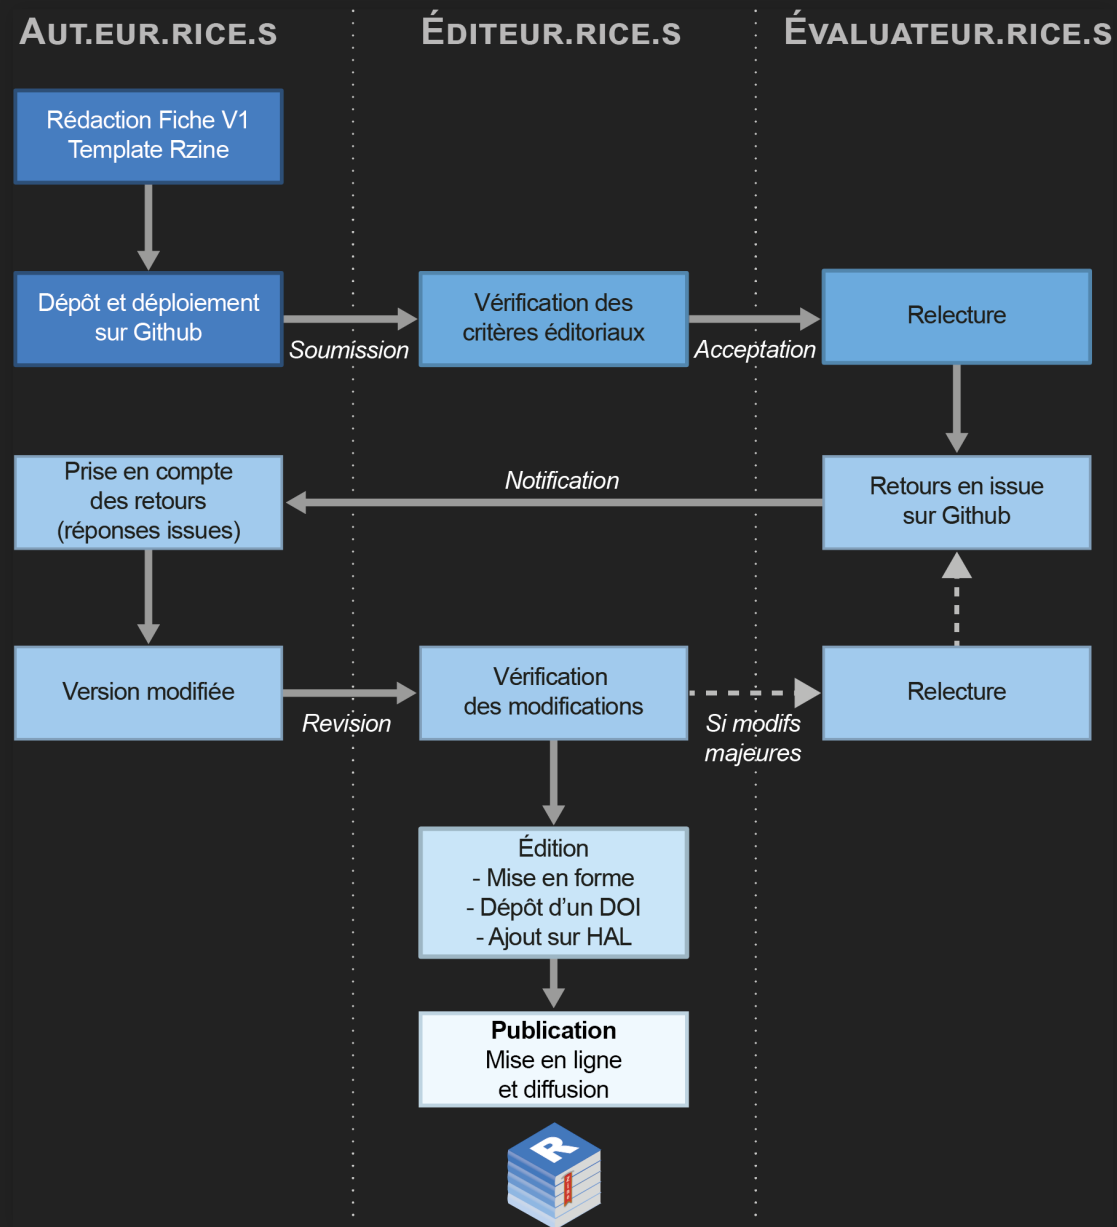 AUT.EUR.RICE.S
ÉDITEUR.RICE.S
ÉVALUATEUR.RICE.S
Rédaction Fiche V1
Template Rzine
Dépôt et déploiement
sur Github
Soumission
Vérification des
critères éditoriaux
Acceptation
Relecture
Prise en compte
des retours
(réponses issues)
Notification
Retours en issue
sur Github
Version modifiée
Revision
Vérification
des modifications
Si modifs
majeures
Relecture
Édition
- Mise en forme
- Dépôt d'un DOI
- Ajout sur HAL
Publication
Mise en ligne
et diffusion
R